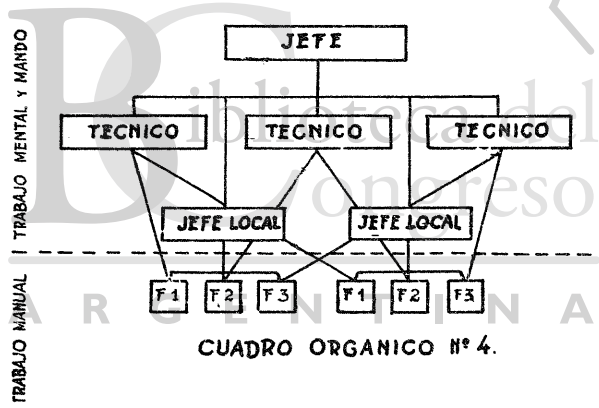 JEFE
TECNICO TECNICO TECNICO
JEFE LOCAL JEFE LOCAL
F1 F2 F3 F1 F2 F3
CUADRO ORGANICO Nº 4.
TRABAJO MENTAL Y MANDO
TRABAJO MANUAL
Biblioteca del
Congreso
ARGENTINA